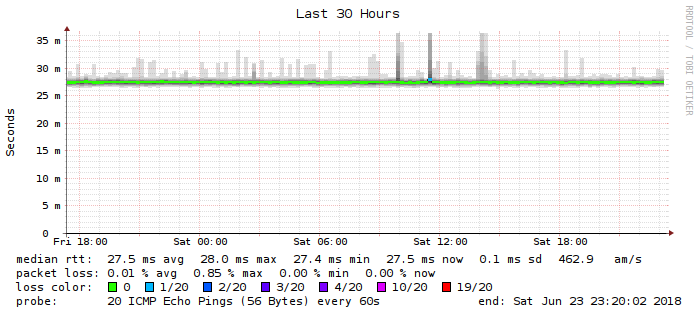 Last 30 Hours
RRDTOOL / TOBI OETIKER
Seconds
35 m
30 m
25 m
20 m
15 m
10 m
5 m
0
Fri 18:00 Sat 00:00 Sat 06:00 Sat 12:00 Sat 18:00
median rtt: 27.5 ms avg 28.0 ms max 27.4 ms min 27.5 ms now 0.1 ms sd 462.9 am/s
packet loss: 0.01 % avg 0.85 % max 0.00 % min 0.00 % now
loss color: 0 1/20 2/20 3/20 4/20 10/20 19/20
probe: 20 ICMP Echo Pings (56 Bytes) every 60s end: Sat Jun 23 23:20:02 2018